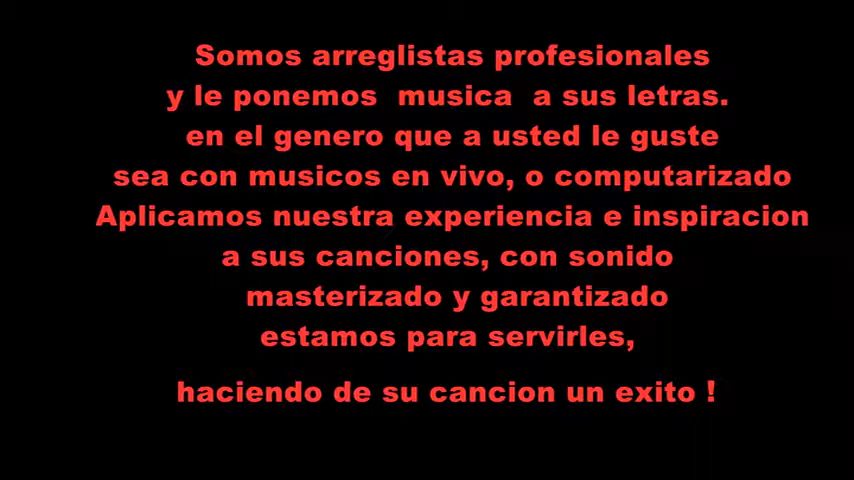 Somos arreglistas profesionales
y le ponemos musica a sus letras.
en el genero que a usted le guste
sea con musicos en vivo, o computarizado
Aplicamos nuestra experiencia e inspiracion
a sus canciones, con sonido
masterizado y garantizado
estamos para servirles,
haciendo de su cancion un exito !